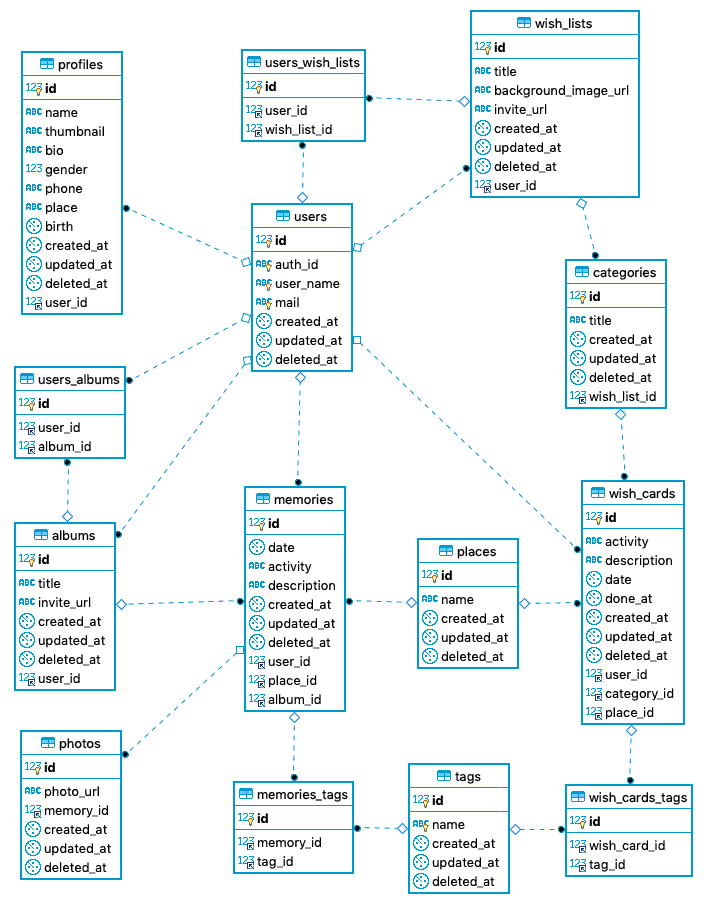 wish_lists
123 id
ABC title
ABC background_image_url
ABC invite_url
created_at
updated_at
deleted_at
123 user_id
users_wish_lists
123 id
123 user_id
123 wish_list_id
profiles
123 id
ABC name
ABC thumbnail
ABC bio
123 gender
ABC phone
ABC place
birth
created_at
updated_at
deleted_at
123 user_id
users
123 id
ABC auth_id
ABC user_name
ABC mail
created_at
updated_at
deleted_at
categories
123 id
ABC title
created_at
updated_at
deleted_at
123 wish_list_id
users_albums
123 id
123 user_id
123 album_id
albums
123 id
ABC title
ABC invite_url
created_at
updated_at
deleted_at
123 user_id
memories
123 id
date
ABC activity
ABC description
created_at
updated_at
deleted_at
123 user_id
123 place_id
123 album_id
places
123 id
ABC name
created_at
updated_at
deleted_at
wish_cards
123 id
ABC activity
ABC description
date
done_at
created_at
updated_at
deleted_at
123 user_id
123 category_id
123 place_id
photos
123 id
ABC photo_url
123 memory_id
created_at
updated_at
deleted_at
memories_tags
123 id
123 memory_id
123 tag_id
tags
123 id
ABC name
created_at
updated_at
deleted_at
wish_cards_tags
123 id
123 wish_card_id
123 tag_id